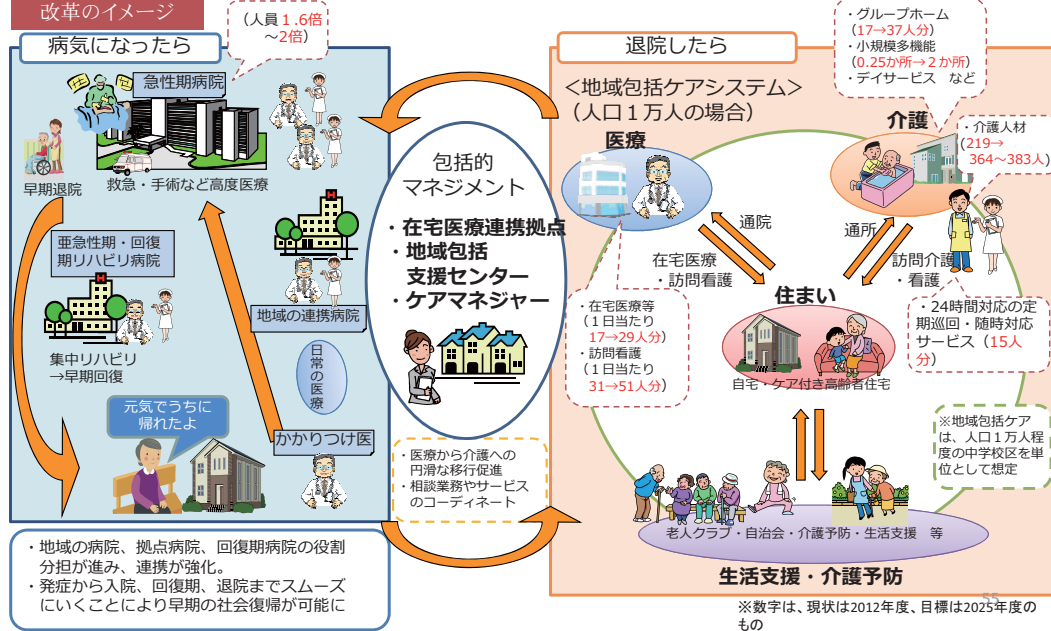 改革のイメージ
病気になったら
（人員１.6倍
～2倍）
急性期病院
早期退院
救急・手術など高度医療
亜急性期・回復
期リハビリ病院
地域の連携病院
集中リハビリ
→早期回復
日常の医療
元気でうちに
帰れたよ
かかりつけ医
・地域の病院、拠点病院、回復期病院の役割
分担が進み、連携が強化。
・発症から入院、回復期、退院までスムーズ
にいくことにより早期の社会復帰が可能に
包括的
マネジメント
・在宅医療連携拠点
・地域包括
支援センター
・ケアマネジャー
・医療から介護への
円滑な移行促進
・相談業務やサービス
のコーディネート
退院したら
＜地域包括ケアシステム＞
（人口１万人の場合）
医療
介護
・グループホーム
（17→37人分）
・小規模多機能
（0.25か所→２か所）
・デイサービス など
・介護人材
（219→
364～383人）
通院
通所
在宅医療
・訪問看護
訪問介護
・看護
住まい
・在宅医療等
（１日当たり
17→29人分）
・訪問看護
（１日当たり
31→51人分）
・24時間対応の定
期巡回・随時対応
サービス（15人
分）
自宅・ケア付き高齢者住宅
※地域包括ケア
は、人口１万人程
度の中学校区を単
位として想定
老人クラブ・自治会・介護予防・生活支援 等
生活支援・介護予防
55
※数字は、現状は2012年度、目標は2025年度の
もの